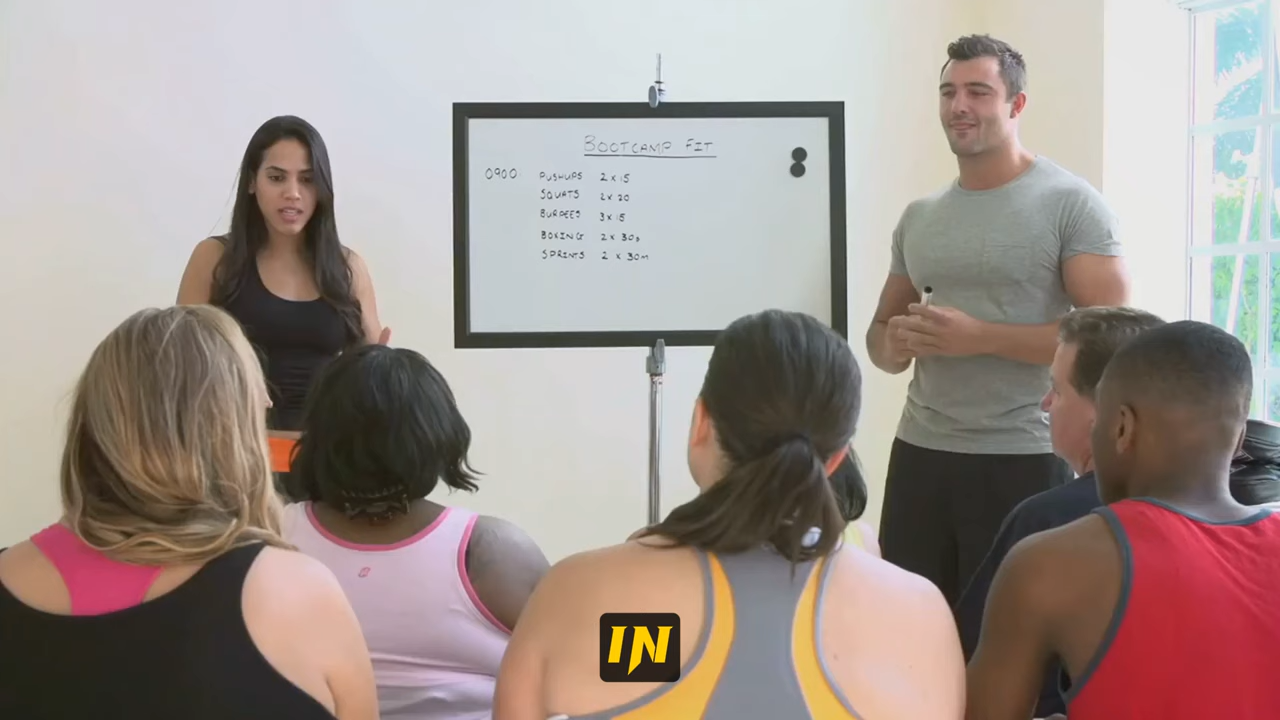 BOOTCAMP FIT
0900 PUSHUPS 2 x 15
SQUATS 2 x 20
BURPEES 3 x 15
BOXING 2 x 30s
SPRINTS 2 x 30m
IN